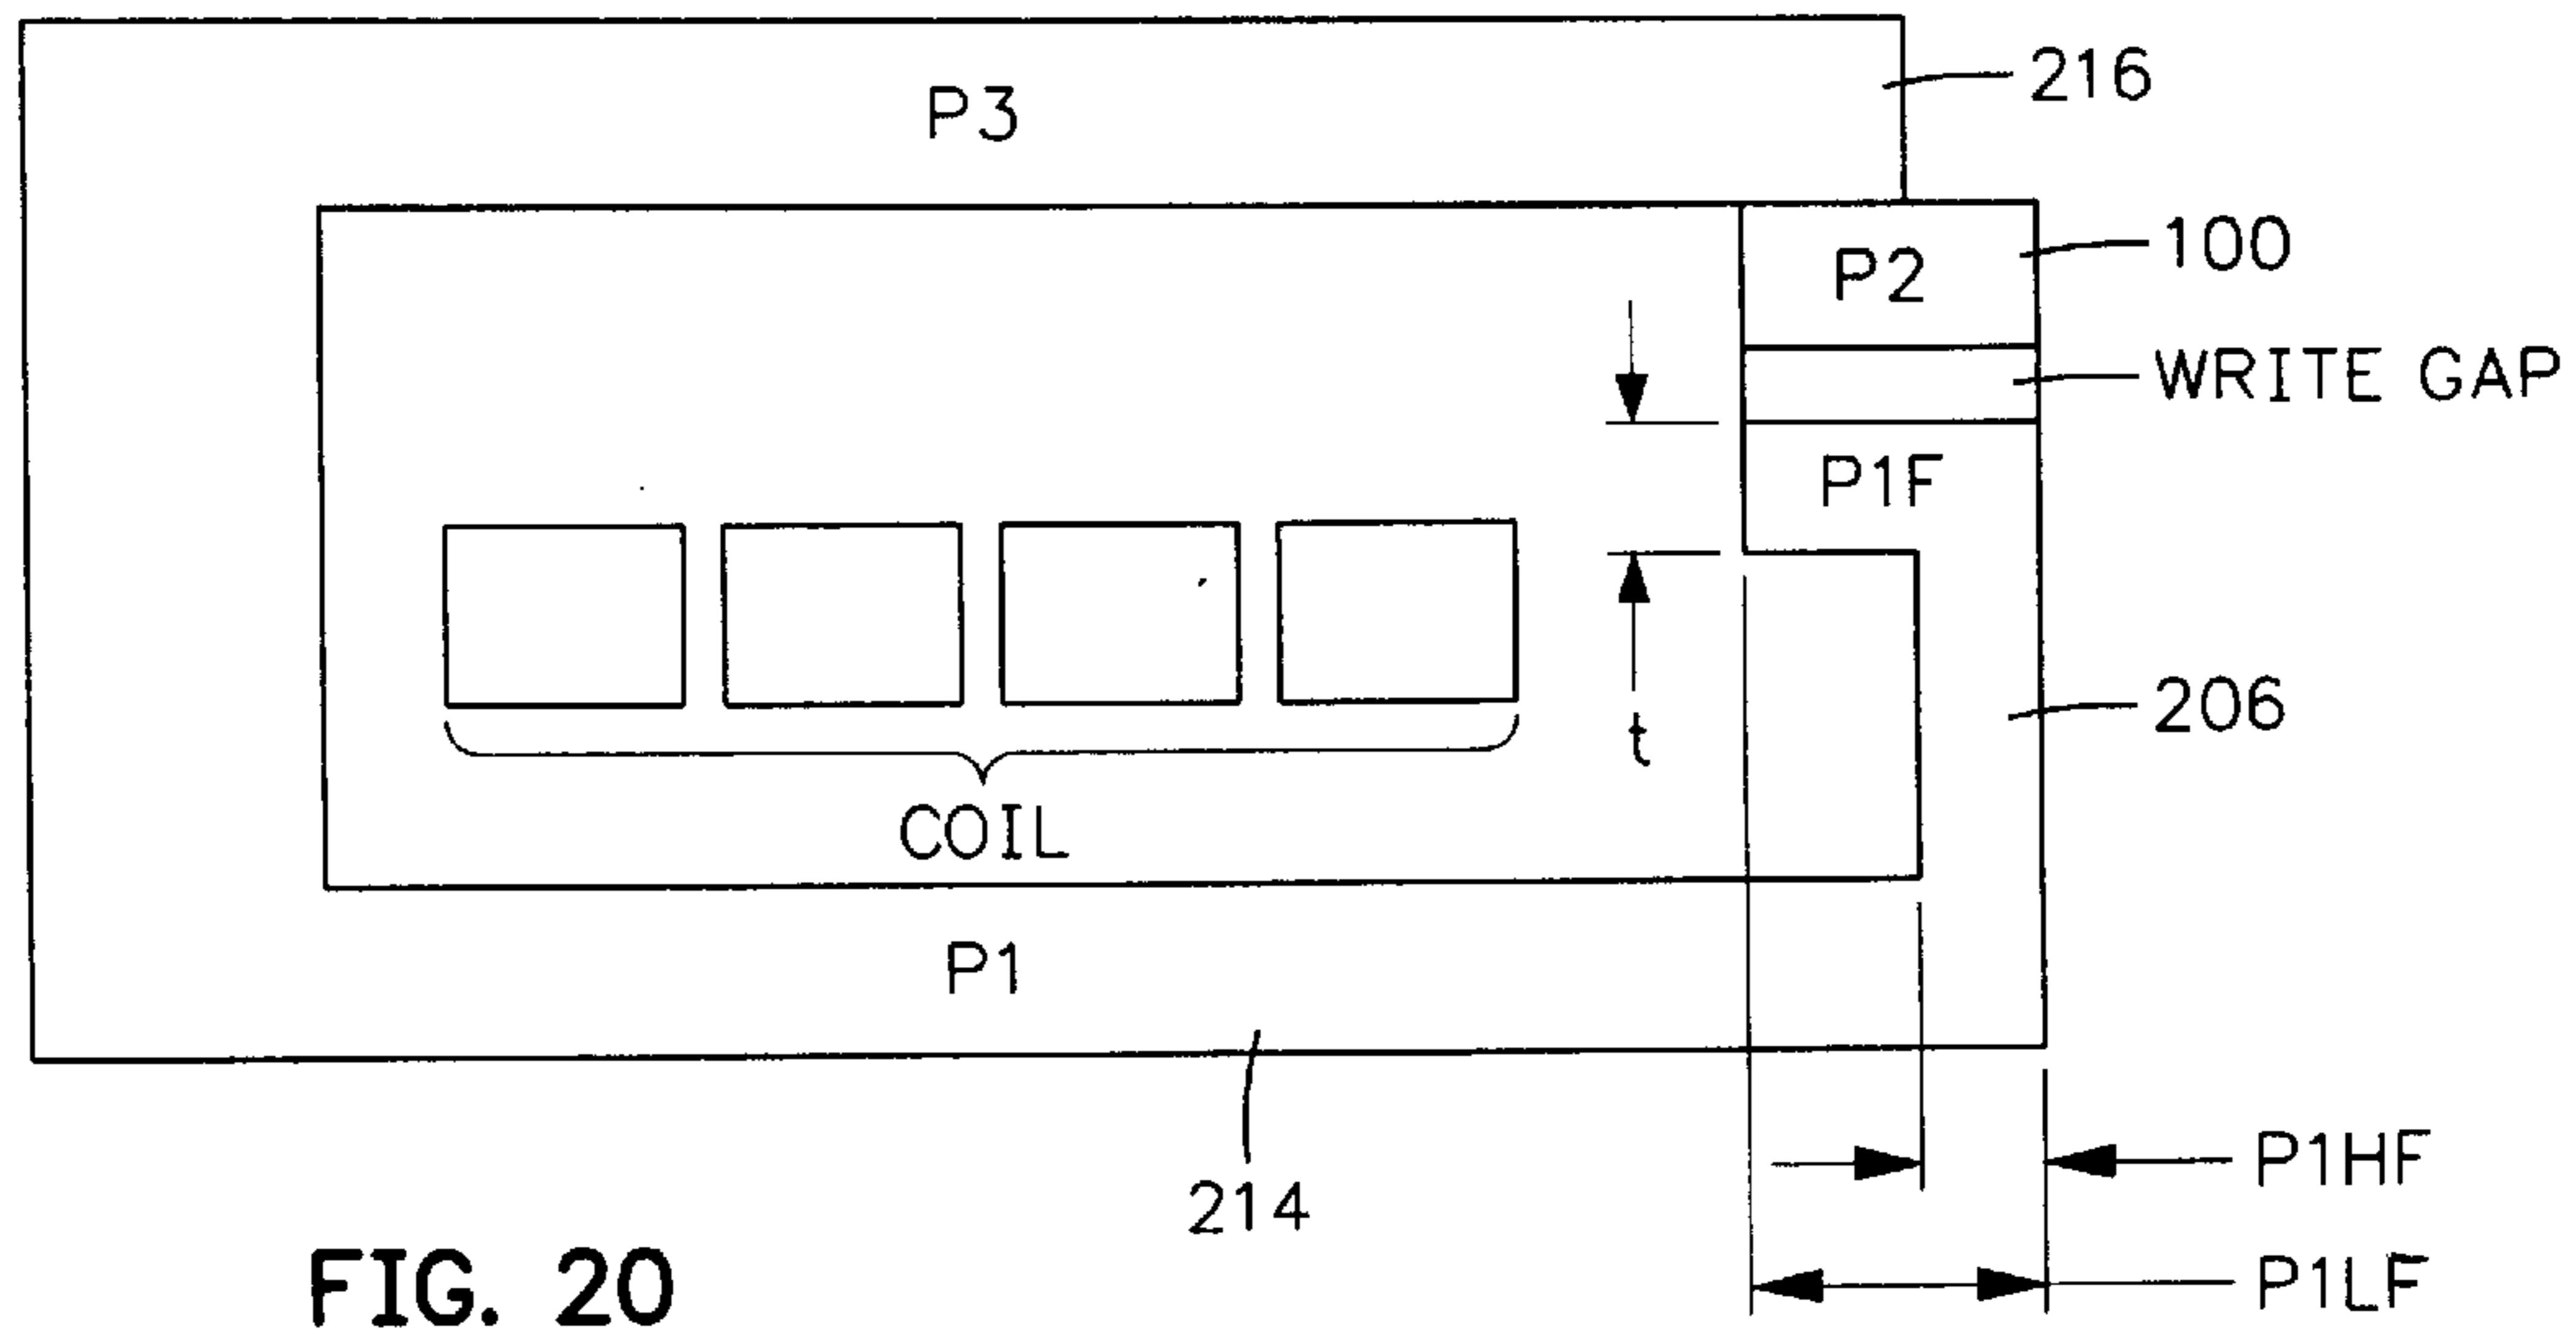 P3
216
100
P2
WRITE GAP
P1F
206
t
COIL
P1
214
P1HF
P1LF
FIG. 20